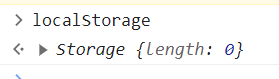 > localStorage
<· ▶ Storage {length: 0}
>